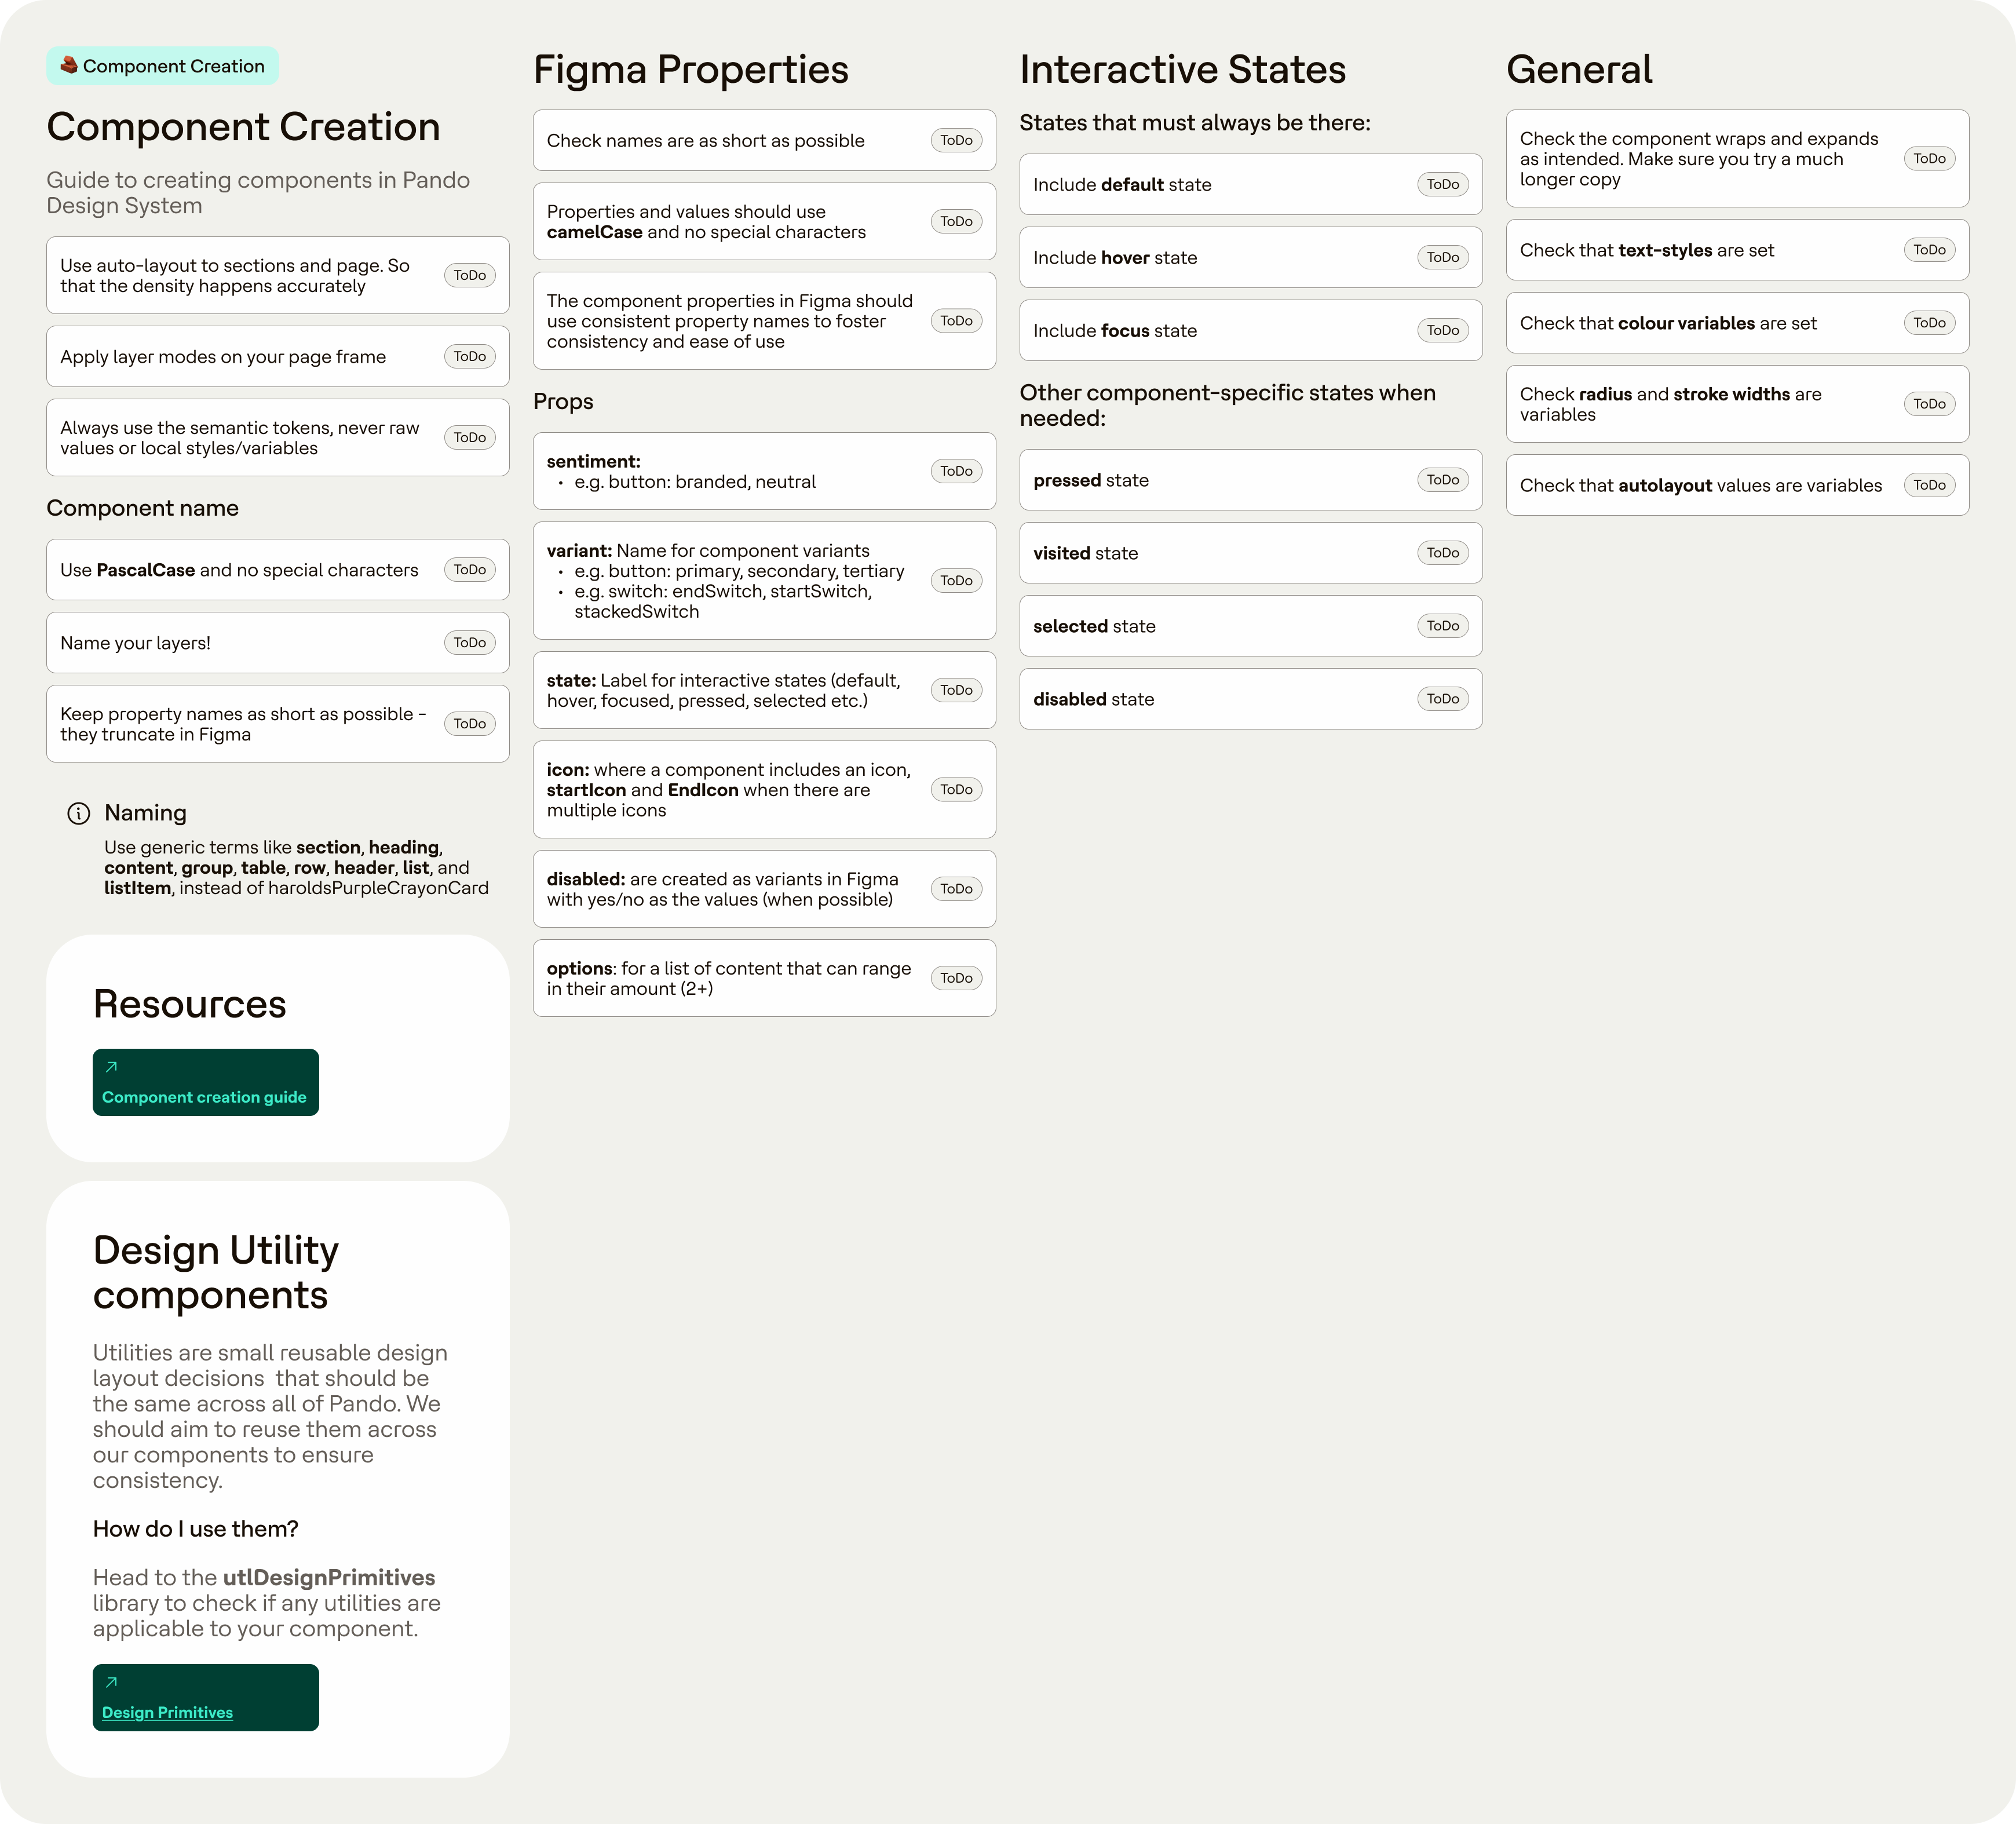 Component Creation
Component Creation
Guide to creating components in Pando
Design System
Use auto-layout to sections and page. So
that the density happens accurately
ToDo
Apply layer modes on your page frame
ToDo
Always use the semantic tokens, never raw
values or local styles/variables
ToDo
Component name
Use PascalCase and no special characters
ToDo
Name your layers!
ToDo
Keep property names as short as possible -
they truncate in Figma
ToDo
Naming
Use generic terms like section, heading,
content, group, table, row, header, list, and
listItem, instead of haroldsPurpleCrayonCard
Resources
Component creation guide
Design Utility
components
Utilities are small reusable design
layout decisions  that should be
the same across all of Pando. We
should aim to reuse them across
our components to ensure
consistency.
How do I use them?
Head to the utlDesignPrimitives
library to check if any utilities are
applicable to your component.
Design Primitives
Figma Properties
Check names are as short as possible
ToDo
Properties and values should use
camelCase and no special characters
ToDo
The component properties in Figma should
use consistent property names to foster
consistency and ease of use
ToDo
Props
sentiment:
• e.g. button: branded, neutral
ToDo
variant: Name for component variants
• e.g. button: primary, secondary, tertiary
• e.g. switch: endSwitch, startSwitch,
stackedSwitch
ToDo
state: Label for interactive states (default,
hover, focused, pressed, selected etc.)
ToDo
icon: where a component includes an icon,
startIcon and EndIcon when there are
multiple icons
ToDo
disabled: are created as variants in Figma
with yes/no as the values (when possible)
ToDo
options: for a list of content that can range
in their amount (2+)
ToDo
Interactive States
States that must always be there:
Include default state
ToDo
Include hover state
ToDo
Include focus state
ToDo
Other component-specific states when
needed:
pressed state
ToDo
visited state
ToDo
selected state
ToDo
disabled state
ToDo
General
Check the component wraps and expands
as intended. Make sure you try a much
longer copy
ToDo
Check that text-styles are set
ToDo
Check that colour variables are set
ToDo
Check radius and stroke widths are
variables
ToDo
Check that autolayout values are variables
ToDo